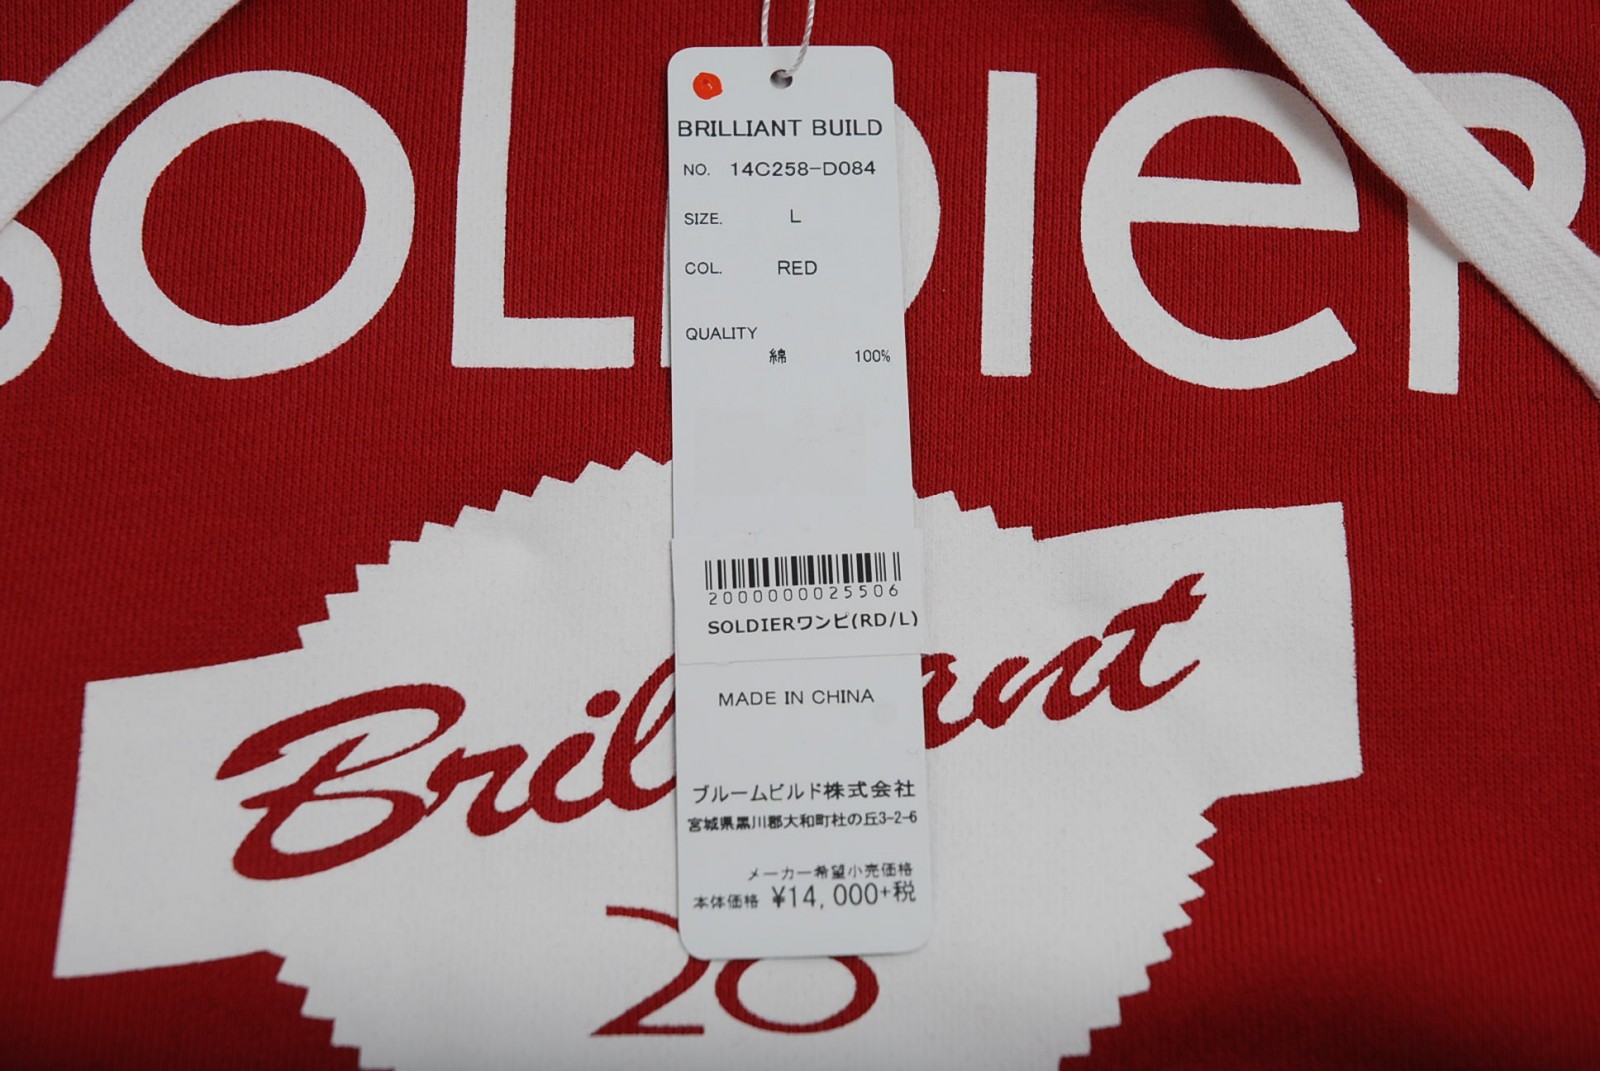 SOLDIER
BRILLIANT BUILD
NO. 14C258-D084
SIZE. L
COL. RED
QUALITY
綿 100%
2000000025506
SOLDIERワンピ(RD/L)
MADE IN CHINA
ブルームビルド株式会社
宮城県黒川郡大和町杜の丘3-2-6
メーカー希望小売価格
本体価格 ¥14,000+税
Brilliant
20